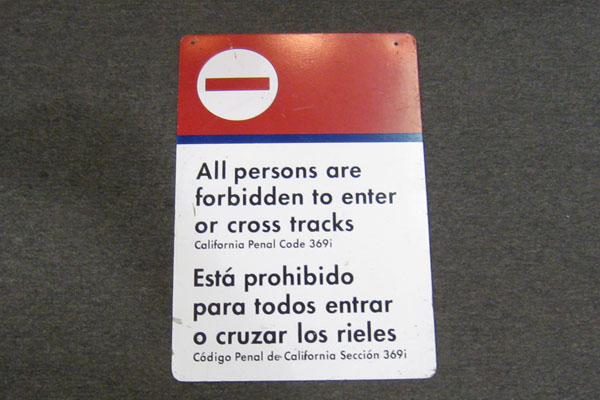 All persons are
forbidden to enter
or cross tracks
California Penal Code 369i
Está prohibido
para todos entrar
o cruzar los rieles
Código Penal de California Sección 369i